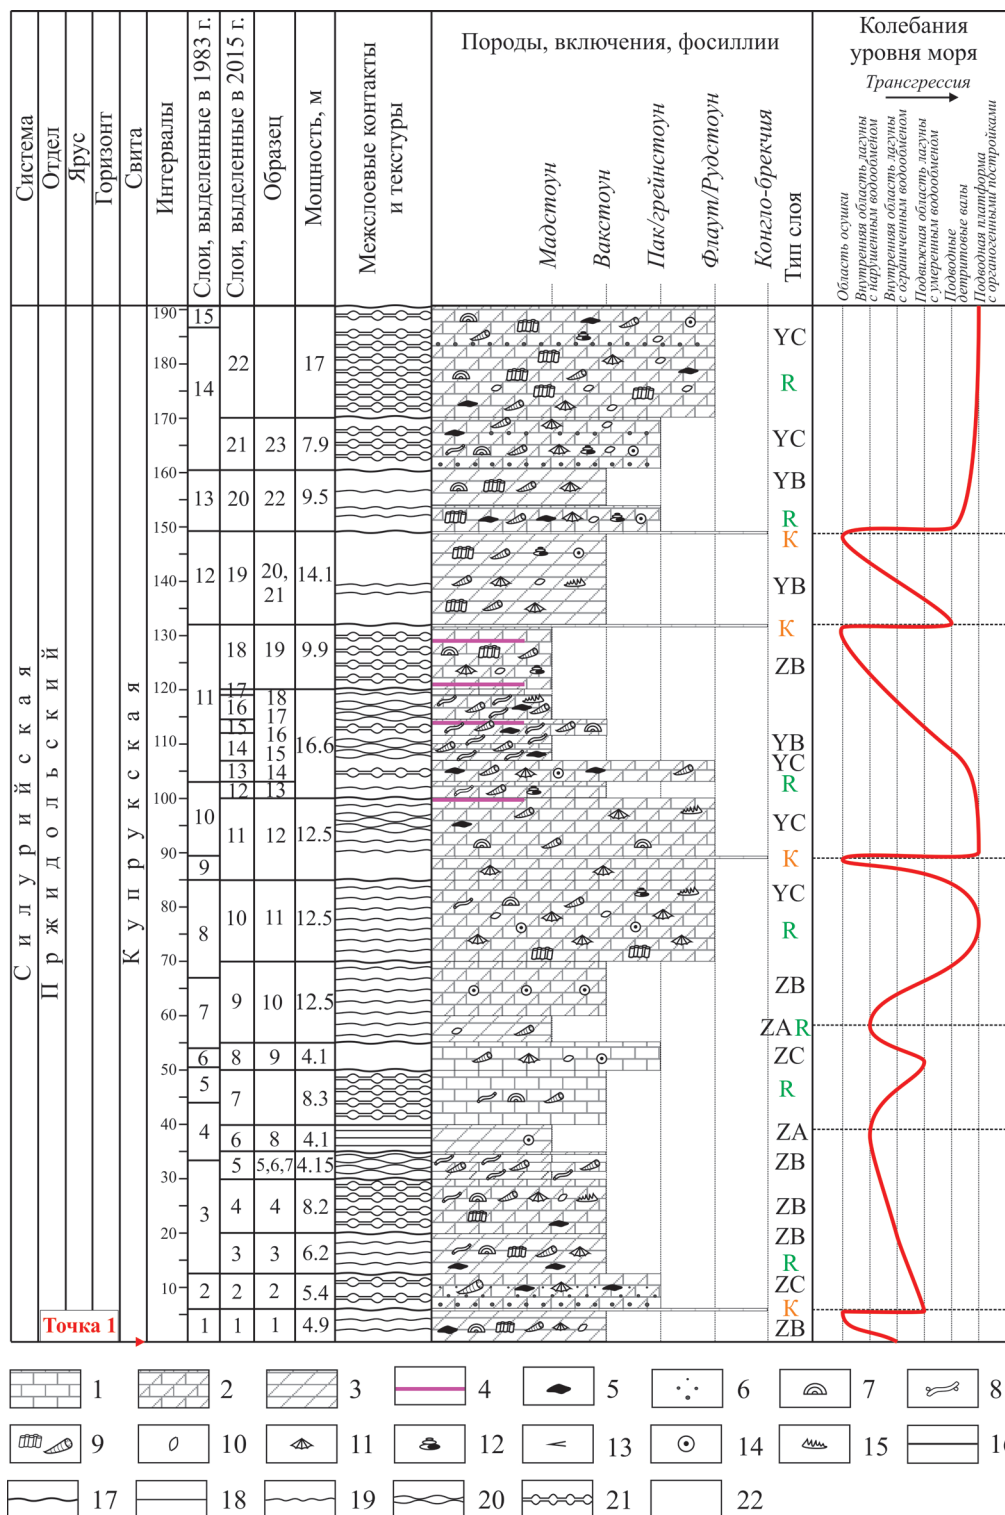 Система
Отдел
Ярус
Горизонт
Свита
Интервалы
Слои, выделенные в 1983 г.
Слои, выделенные в 2015 г.
Образец
Мощность, м
Межслоевые контакты
и текстуры
Породы, включения, фосиллии
Мадстоун
Вакстоун
Пак/грейнстоун
Флаут/Рудстоун
Конгло-брекчия
Тип слоя
Колебания
уровня моря
Трансгрессия
Область осушки
Внутренняя область лагуны
с нарушенным водообменом
Внутренняя область лагуны
с ограниченным водообменом
Подвижная область лагуны
с умеренным водообменом
Подводные
детритовые валы
Подводная платформа
с органогенными постройками
Силурийская
Пржидольский
Купрукская
Точка 1
190
180
170
160
150
140
130
120
110
100
90
80
70
60
50
40
30
20
10
15
14
13
12
11
10
9
8
7
6
5
4
3
2
1
22
21
20
19
18
17
16
15
14
13
12
11
10
9
8
7
6
5
4
3
2
1
23
22
20,
21
19
18
17
16
15
14
13
12
11
10
9
8
5,6,7
4
3
2
1
17
7.9
9.5
14.1
9.9
16.6
12.5
12.5
12.5
4.1
8.3
4.1
4.15
8.2
6.2
5.4
4.9
YC
R
YC
YB
R
К
YB
К
ZB
YB
YC
R
YC
К
YC
R
ZB
ZA R
ZC
R
ZA
ZB
ZB
ZB
R
ZC
К
ZB
1 2 3 4 5 6 7 8
9 10 11 12 13 14 15
17 18 19 20 21 22